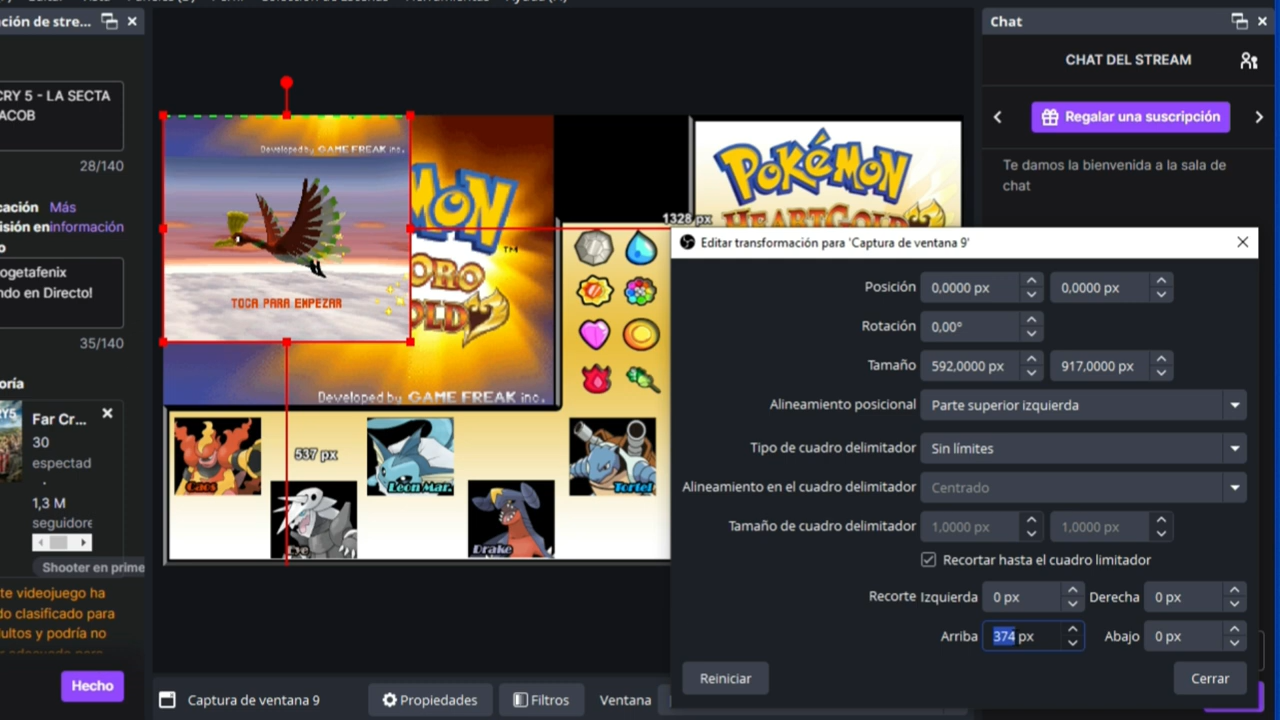 ción de stre...
CRY 5 - LA SECTA
ACOB
28/140
cación Más
isión en información
o
ogetafenix
ndo en Directo!
35/140
oría
Far Cr...
30
espectad
1,3 M
seguidore
Shooter en prime
te videojuego ha
do clasificado para
dultos y podría no
Hecho
Developed by GAME FREAK inc.
TOCA PARA EMPEZAR
MON
TM
ORO
OLD
Developed by GAME FREAK inc.
1328 px
537 px
POKéMON
HEARTGOLD
Caos
León Mar.
Tortel
Drake
Chat
CHAT DEL STREAM
Regalar una suscripción
Te damos la bienvenida a la sala de
chat
Editar transformación para 'Captura de ventana 9'
Posición 0,0000 px 0,0000 px
Rotación 0,00°
Tamaño 592,0000 px 917,0000 px
Alineamiento posicional Parte superior izquierda
Tipo de cuadro delimitador Sin límites
Alineamiento en el cuadro delimitador Centrado
Tamaño de cuadro delimitador 1,0000 px 1,0000 px
Recortar hasta el cuadro limitador
Recorte Izquierda 0 px Derecha 0 px
Arriba 374 px Abajo 0 px
Reiniciar Cerrar
Captura de ventana 9 Propiedades Filtros Ventana